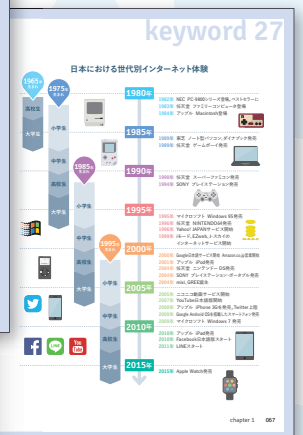 keyword 27
日本における世代別インターネット体験
1965年
生まれ
1975年
生まれ
高校生
大学生
小学生
中学生
高校生
大学生
1985年
生まれ
小学生
中学生
高校生
大学生
1995年
生まれ
小学生
中学生
高校生
大学生
1980年
1982年 NEC PC-9800シリーズ登場、ベストセラーに
1983年 任天堂 ファミリーコンピュータ登場
1984年 アップル Macintosh登場
1985年
1989年 東芝 ノート型パソコン、ダイナブック発売
1989年 任天堂 ゲームボーイ発売
1990年
1990年 任天堂 スーパーファミコン発売
1994年 SONY プレイステーション発売
1995年
1995年 マイクロソフト Windows 95発売
1996年 任天堂 NINTENDO64発売
1996年 Yahoo! JAPANサービス開始
1999年 iモード、EZweb、J-スカイの
インターネットサービス開始
2000年
2000年 Google日本語サービス開始 Amazon.co.jp営業開始
2001年 アップル iPod発売
2004年 任天堂 ニンテンドーDS発売
2004年 SONY プレイステーション・ポータブル発売
2004年 mixi、GREE誕生
2005年
ニコニコ動画サービス開始
2007年 YouTube日本語版開始
2008年 アップル iPhone 3Gを発売、Twitter上陸
Google Android OSを搭載したスマートフォン発売
2009年 マイクロソフト Windows 7 発売
2010年
2010年 アップル iPad発売
2010年 Facebook日本語版スタート
2011年 LINEスタート
2015年
2015年 Apple Watch発売
LINE
You
Tube
chapter 1 067